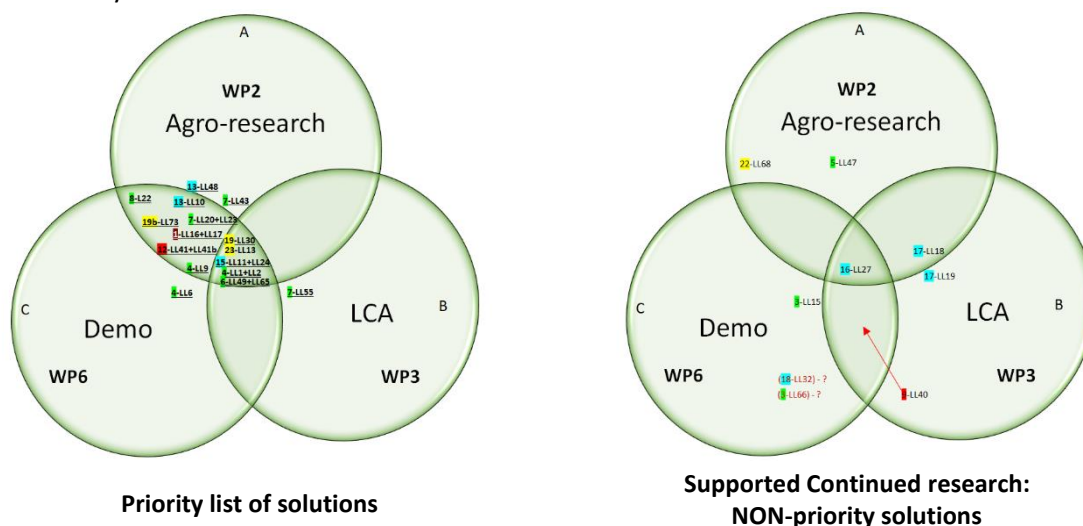 A
WP2
Agro-research
13-LL48
8-L22
13-LL10
7-LL43
7-LL20+LL23
19b-LL73
1-LL16+LL17
19-LL30
-LL41+LL41b
23-LL13
15-LL11+LL24
4-LL9
4-LL1+LL2
6-LL49+LL65
4-LL6
7-LL55
C
B
Demo
LCA
WP6
WP3
Priority list of solutions
A
WP2
Agro-research
22-LL68
5-LL47
17-LL18
16-LL27
17-LL19
3-LL15
C
B
Demo
LCA
WP6
WP3
(18-LL32) - ?
-LL66) - ?
-LL40
Supported Continued research:
NON-priority solutions